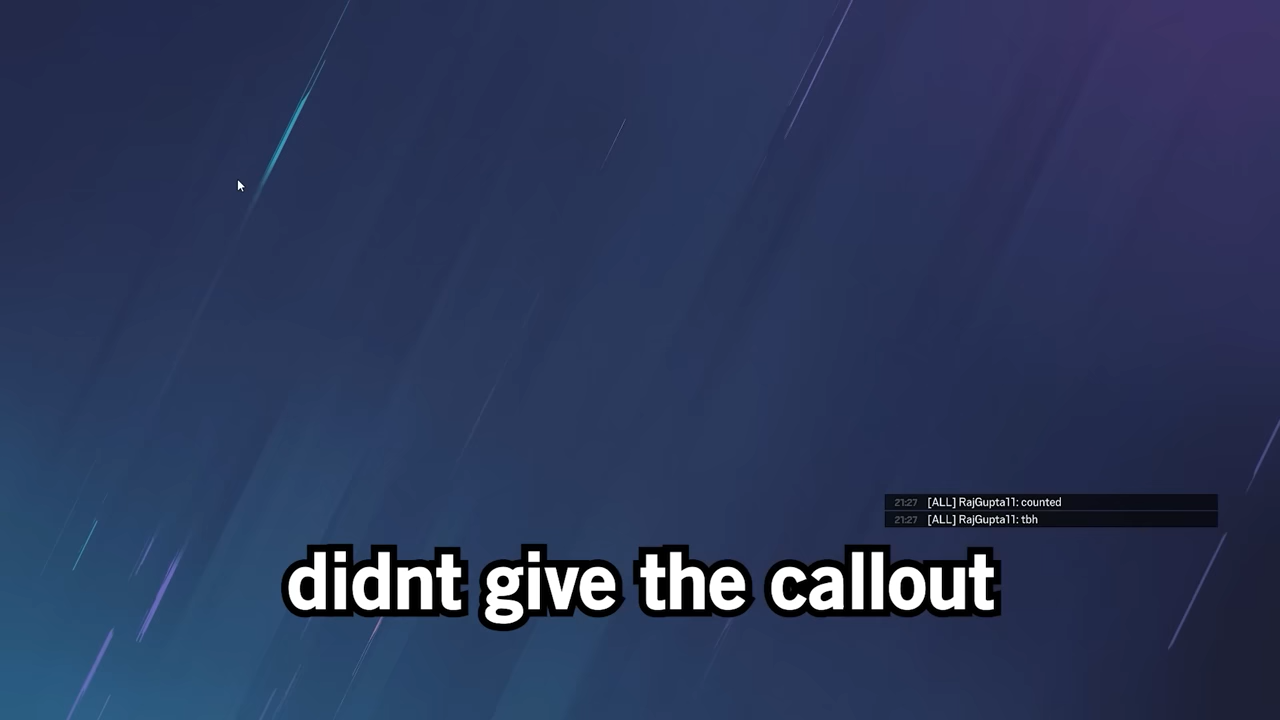 21:27 [ALL] RajGupta11: counted
21:27 [ALL] RajGupta11: tbh
didnt give the callout